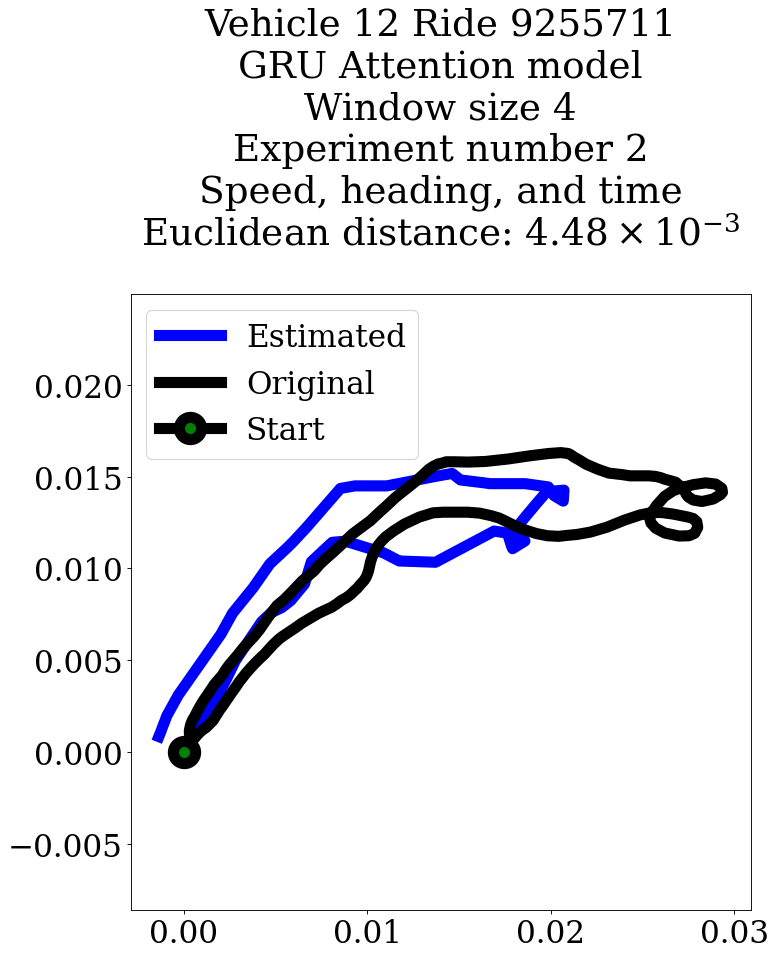 Vehicle 12 Ride 9255711
GRU Attention model
Window size 4
Experiment number 2
Speed, heading, and time
Euclidean distance: 4.48 × 10⁻³
Estimated
Original
Start
0.020
0.015
0.010
0.005
0.000
−0.005
0.00 0.01 0.02 0.03